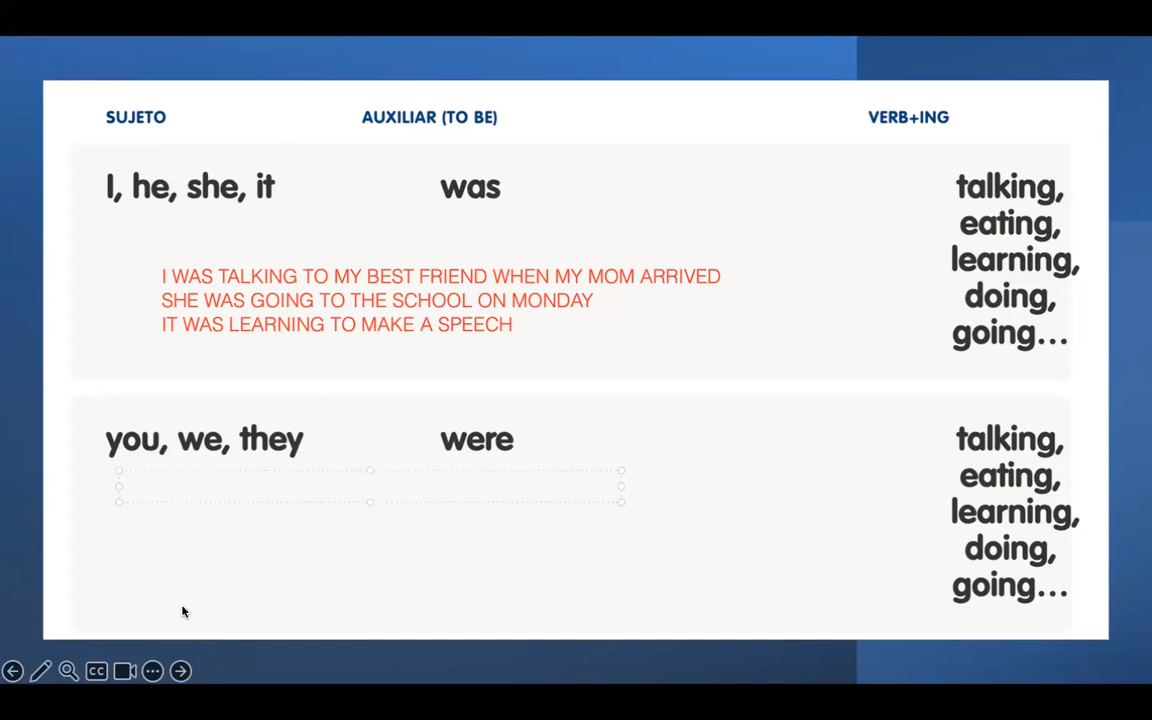 SUJETO AUXILIAR (TO BE) VERB+ING
I, he, she, it was talking,
eating,
learning,
doing,
going...
I WAS TALKING TO MY BEST FRIEND WHEN MY MOM ARRIVED
SHE WAS GOING TO THE SCHOOL ON MONDAY
IT WAS LEARNING TO MAKE A SPEECH
you, we, they were talking,
eating,
learning,
doing,
going...
CC